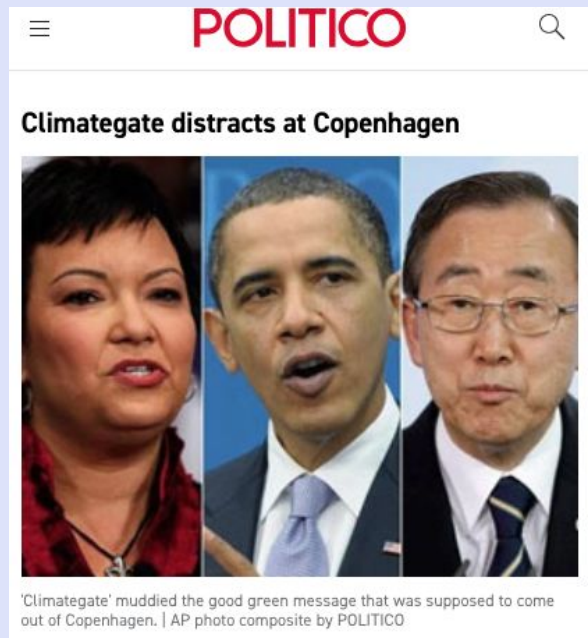 POLITICO
Climategate distracts at Copenhagen
'Climategate' muddied the good green message that was supposed to come
out of Copenhagen. | AP photo composite by POLITICO